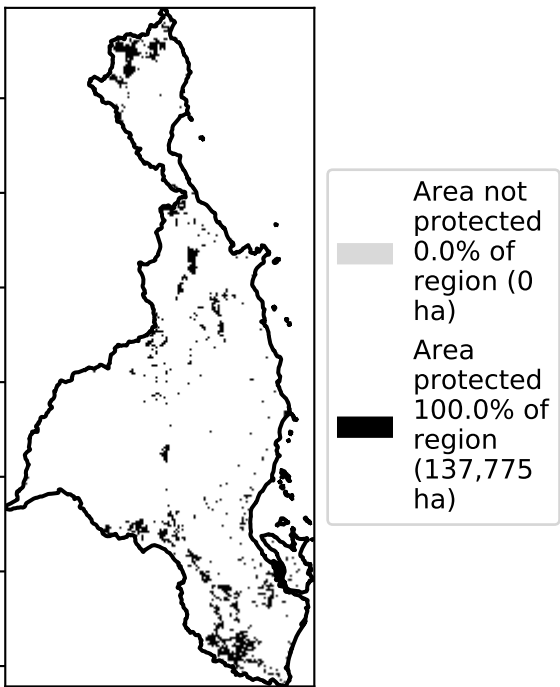 Area not
protected
0.0% of
region (0
ha)
Area
protected
100.0% of
region
(137,775
ha)